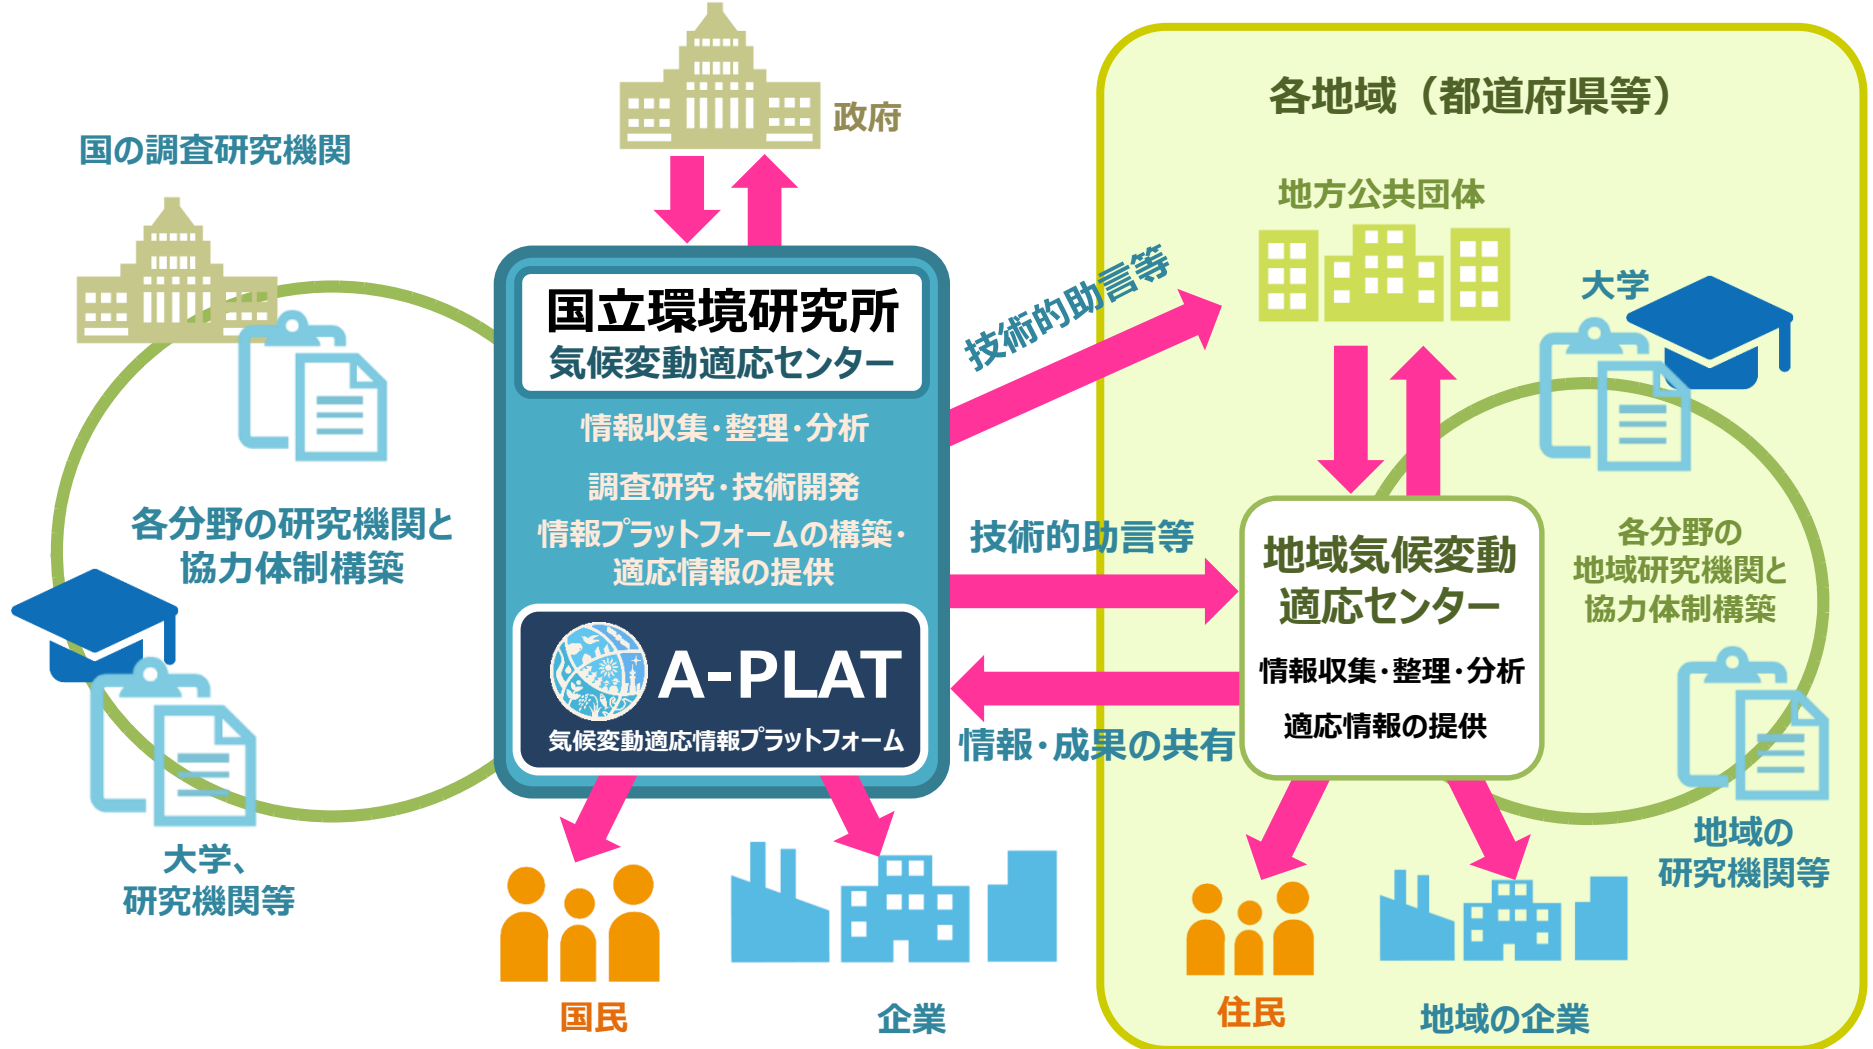 政府
国の調査研究機関
国立環境研究所
気候変動適応センター
情報収集・整理・分析
調査研究・技術開発
情報プラットフォームの構築・
適応情報の提供
A-PLAT
気候変動適応情報プラットフォーム
各分野の研究機関と
協力体制構築
大学、
研究機関等
国民
企業
技術的助言等
技術的助言等
情報・成果の共有
各地域（都道府県等）
地方公共団体
大学
地域気候変動
適応センター
情報収集・整理・分析
適応情報の提供
各分野の
地域研究機関と
協力体制構築
地域の
研究機関等
住民
地域の企業